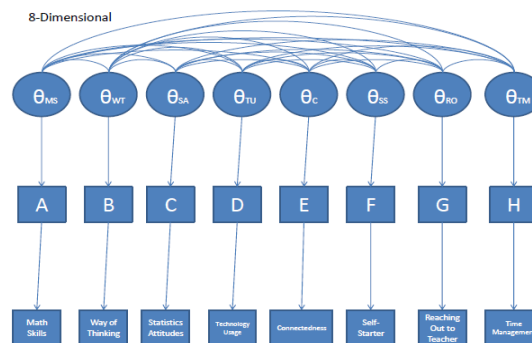 8-Dimensional
θMS θWT θSA θTU θC θSS θRO θTM
A B C D E F G H
Math
Skills
Way of
Thinking
Statistics
Attitudes
Technology
Usage
Connectedness
Self-
Starter
Reaching
Out to
Teacher
Time
Management